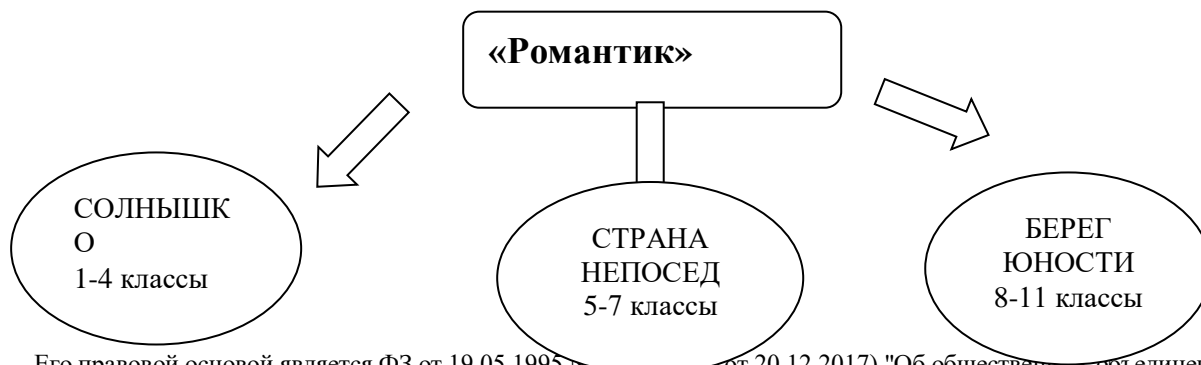 «Романтик»
СОЛНЫШК
О
1-4 классы
СТРАНА
НЕПОСЕД
5-7 классы
БЕРЕГ
ЮНОСТИ
8-11 классы
Его правовой основой является ФЗ от 19.05.1995 от 20.12.2017) "Об